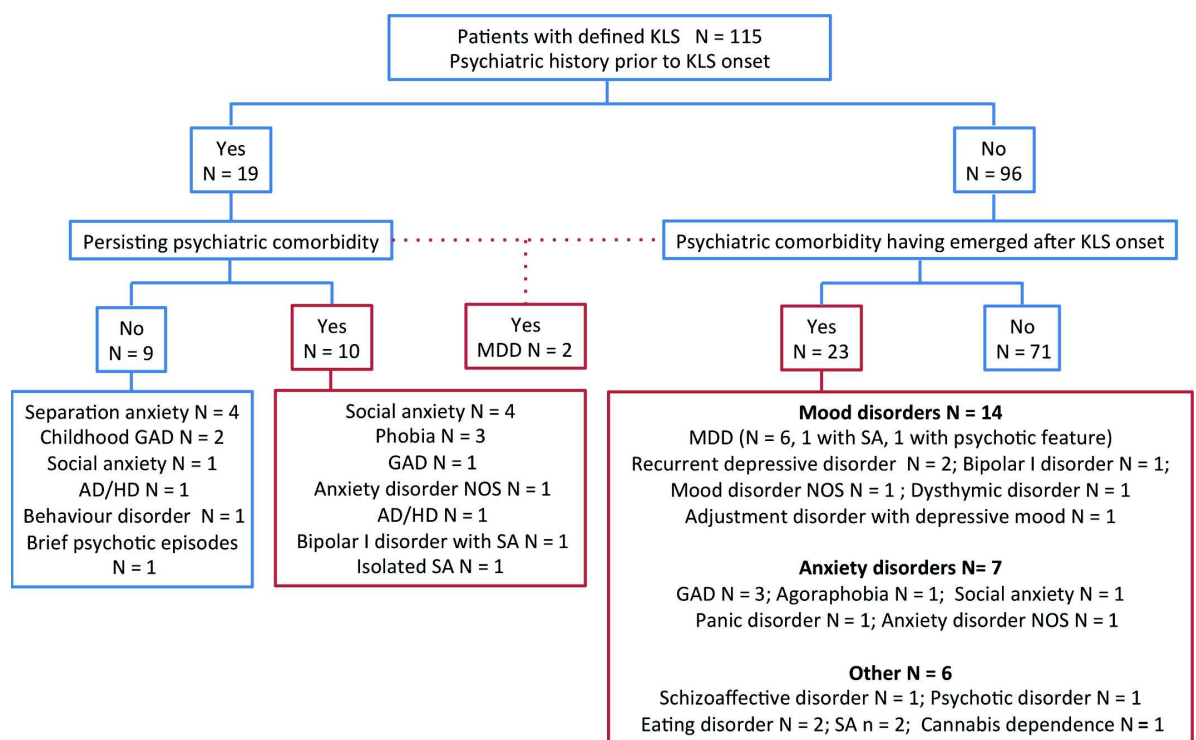 Patients with defined KLS N = 115
Psychiatric history prior to KLS onset
Yes
N = 19
No
N = 96
Persisting psychiatric comorbidity
Psychiatric comorbidity having emerged after KLS onset
No
N = 9
Yes
N = 10
Yes
MDD N = 2
Yes
N = 23
No
N = 71
Separation anxiety N = 4
Childhood GAD N = 2
Social anxiety N = 1
AD/HD N = 1
Behaviour disorder N = 1
Brief psychotic episodes
N = 1
Social anxiety N = 4
Phobia N = 3
GAD N = 1
Anxiety disorder NOS N = 1
AD/HD N = 1
Bipolar I disorder with SA N = 1
Isolated SA N = 1
Mood disorders N = 14
MDD (N = 6, 1 with SA, 1 with psychotic feature)
Recurrent depressive disorder N = 2; Bipolar I disorder N = 1;
Mood disorder NOS N = 1 ; Dysthymic disorder N = 1
Adjustment disorder with depressive mood N = 1
Anxiety disorders N= 7
GAD N = 3; Agoraphobia N = 1; Social anxiety N = 1
Panic disorder N = 1; Anxiety disorder NOS N = 1
Other N = 6
Schizoaffective disorder N = 1; Psychotic disorder N = 1
Eating disorder N = 2; SA n = 2; Cannabis dependence N = 1